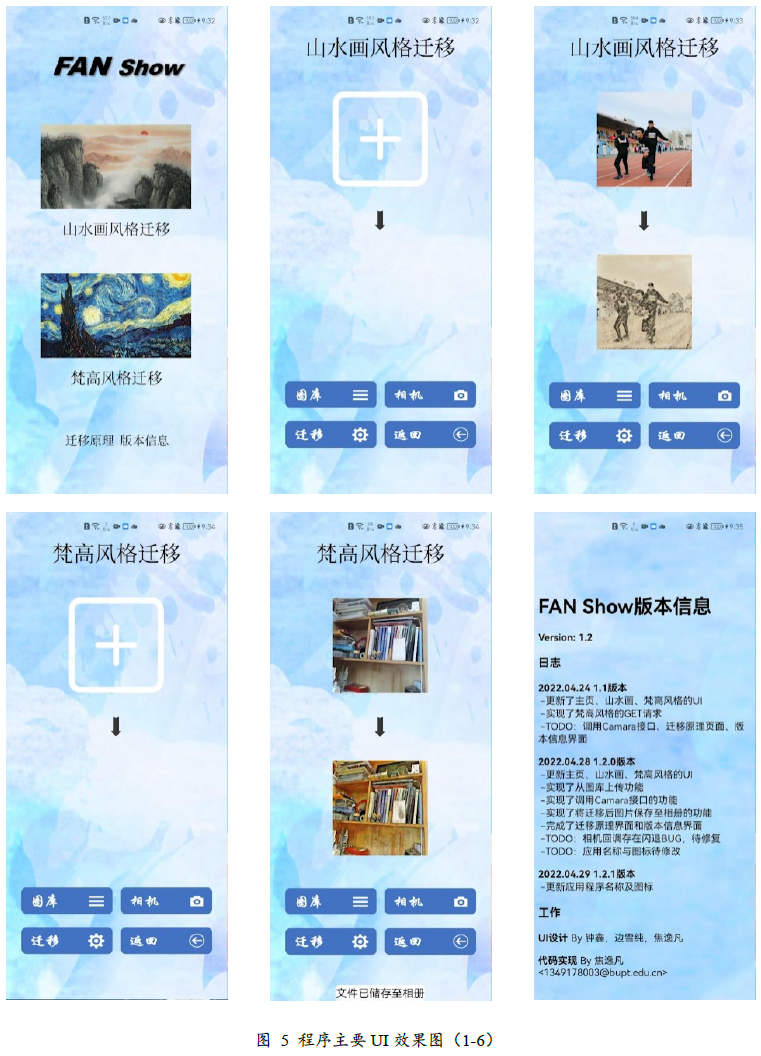 9:32
FAN Show
山水画风格迁移
梵高风格迁移
迁移原理 版本信息
9:32
山水画风格迁移
图库
相机
迁移
返回
9:33
山水画风格迁移
图库
相机
迁移
返回
9:34
梵高风格迁移
图库
相机
迁移
返回
9:34
梵高风格迁移
图库
相机
迁移
返回
文件已储存至相册
9:35
FAN Show版本信息
Version: 1.2
日志
2022.04.24 1.1版本
-更新了主页、山水画、梵高风格的UI
-实现了梵高风格的GET请求
-TODO：调用Camara接口、迁移原理页面、版
本信息界面
2022.04.28 1.2.0版本
-更新主页、山水画、梵高风格的UI
-实现了从图库上传功能
-实现了调用Camara接口的功能
-实现了将迁移后图片保存至相册的功能
-完成了迁移原理界面和版本信息界面
-TODO：相机回调存在闪退BUG，待修复
-TODO：应用名称与图标待修改
2022.04.29 1.2.1版本
-更新应用程序名称及图标
工作
UI设计 By 钟鑫，边雪纯，焦逸凡
代码实现 By 焦逸凡
<1349178003@bupt.edu.cn>
图 5 程序主要 UI 效果图（1-6）